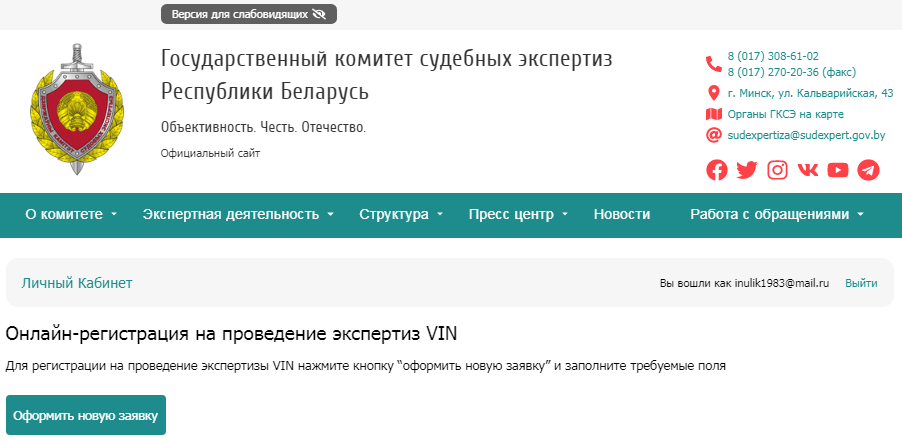 Версия для слабовидящих
Государственный комитет судебных экспертиз
Республики Беларусь
Объективность. Честь. Отечество.
Официальный сайт
8 (017) 308-61-02
8 (017) 270-20-36 (факс)
г. Минск, ул. Кальварийская, 43
Органы ГКСЭ на карте
sudexpertiza@sudexpert.gov.by
О комитете Экспертная деятельность Структура Пресс центр Новости Работа с обращениями
Личный Кабинет Вы вошли как inulik1983@mail.ru Выйти
Онлайн-регистрация на проведение экспертиз VIN
Для регистрации на проведение экспертизы VIN нажмите кнопку “оформить новую заявку” и заполните требуемые поля
Оформить новую заявку